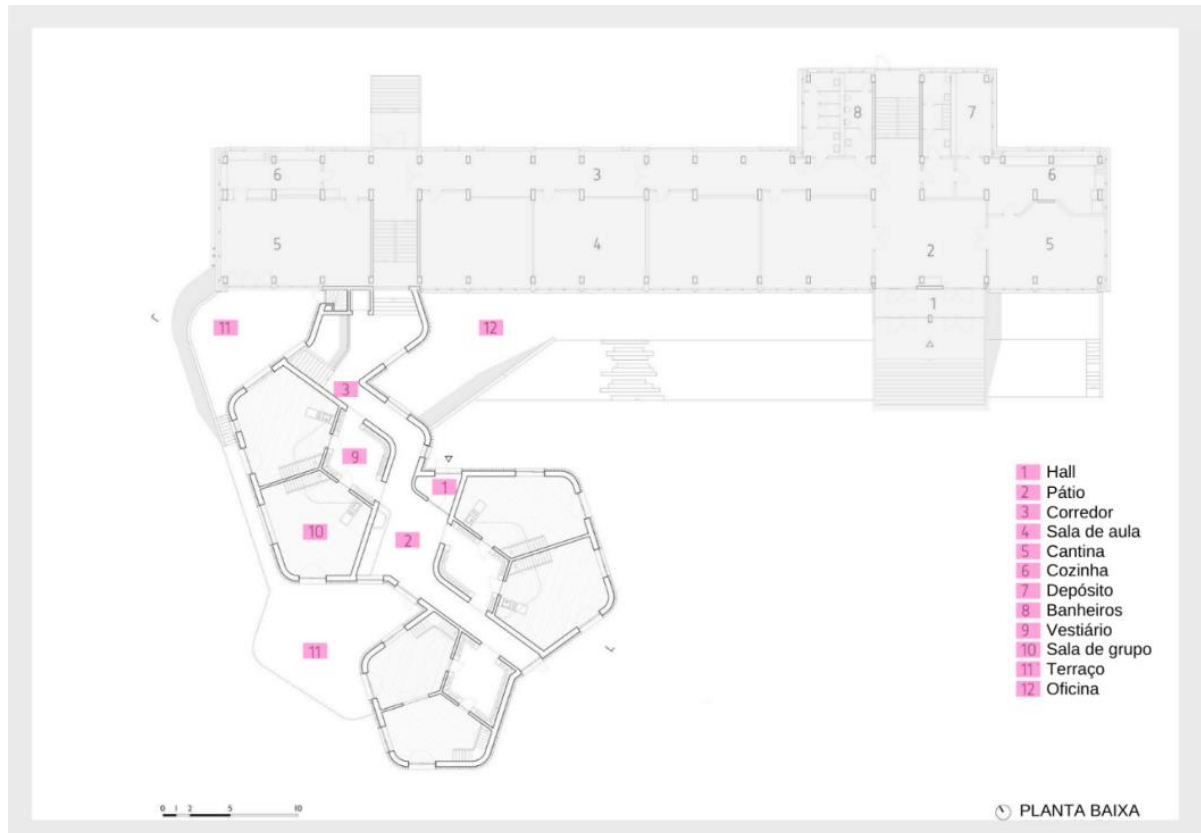 8
7
6
3
6
5
4
2
5
1
11
12
3
9
1
10
2
11
1 Hall
2 Pátio
3 Corredor
4 Sala de aula
5 Cantina
6 Cozinha
7 Depósito
8 Banheiros
9 Vestiário
10 Sala de grupo
11 Terraço
12 Oficina
0 1 2 5 10
PLANTA BAIXA